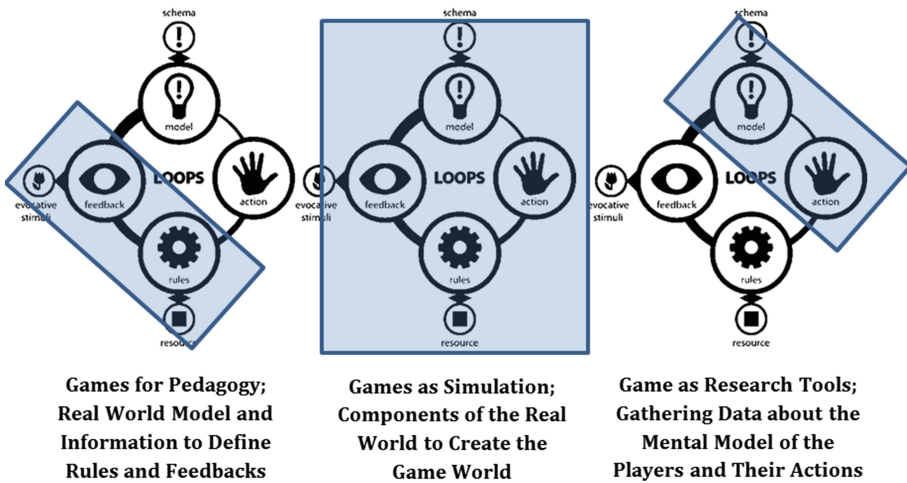 schema
model
LOOPS
feedback
action
evocative
stimuli
rules
resource
Games for Pedagogy;
Real World Model and
Information to Define
Rules and Feedbacks
schema
model
LOOPS
feedback
action
evocative
stimuli
rules
resource
Games as Simulation;
Components of the Real
World to Create the
Game World
schema
model
LOOPS
feedback
action
evocative
stimuli
rules
resource
Game as Research Tools;
Gathering Data about the
Mental Model of the
Players and Their Actions